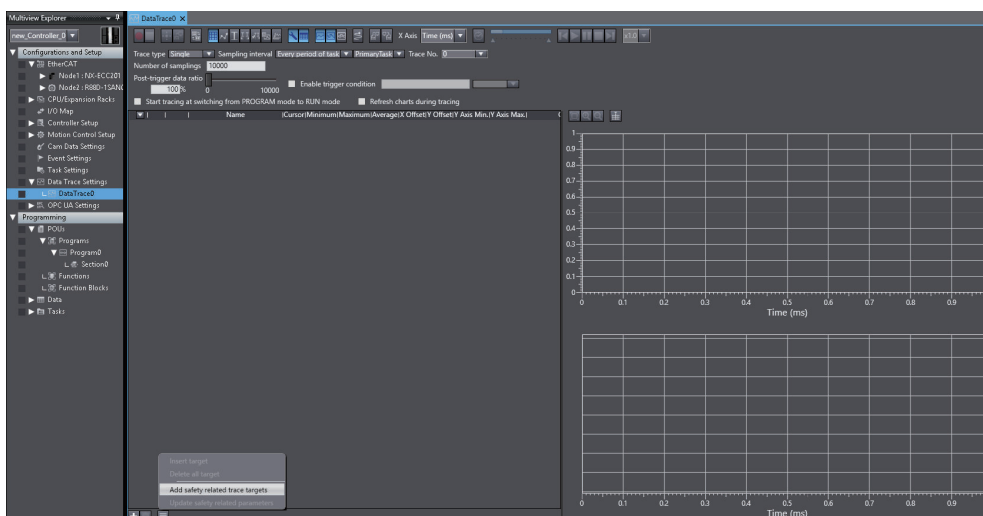 Multiview Explorer
new_Controller_0
Configurations and Setup
EtherCAT
Node1 : NX-ECC201
Node2 : R88D-1SAN
CPU/Expansion Racks
I/O Map
Controller Setup
Motion Control Setup
Cam Data Settings
Event Settings
Task Settings
Data Trace Settings
DataTrace0
OPC UA Settings
Programming
POUs
Programs
Program0
Section0
Functions
Function Blocks
Data
Tasks
DataTrace0
X Axis Time (ms) x1.0
Trace type Single Sampling interval Every period of task PrimaryTask Trace No. 0
Number of samplings 10000
Post-trigger data ratio
100 % 0 10000 Enable trigger condition
Start tracing at switching from PROGRAM mode to RUN mode Refresh charts during tracing
Name |Cursor|Minimum|Maximum|Average|X Offset|Y Offset|Y Axis Min.|Y Axis Max.|
Insert target
Delete all target
Add safety related trace targets
Update safety related parameters
1
0.9
0.8
0.7
0.6
0.5
0.4
0.3
0.2
0.1
0
0 0.1 0.2 0.3 0.4 0.5 0.6 0.7 0.8 0.9
Time (ms)
0 0.1 0.2 0.3 0.4 0.5 0.6 0.7 0.8 0.9
Time (ms)